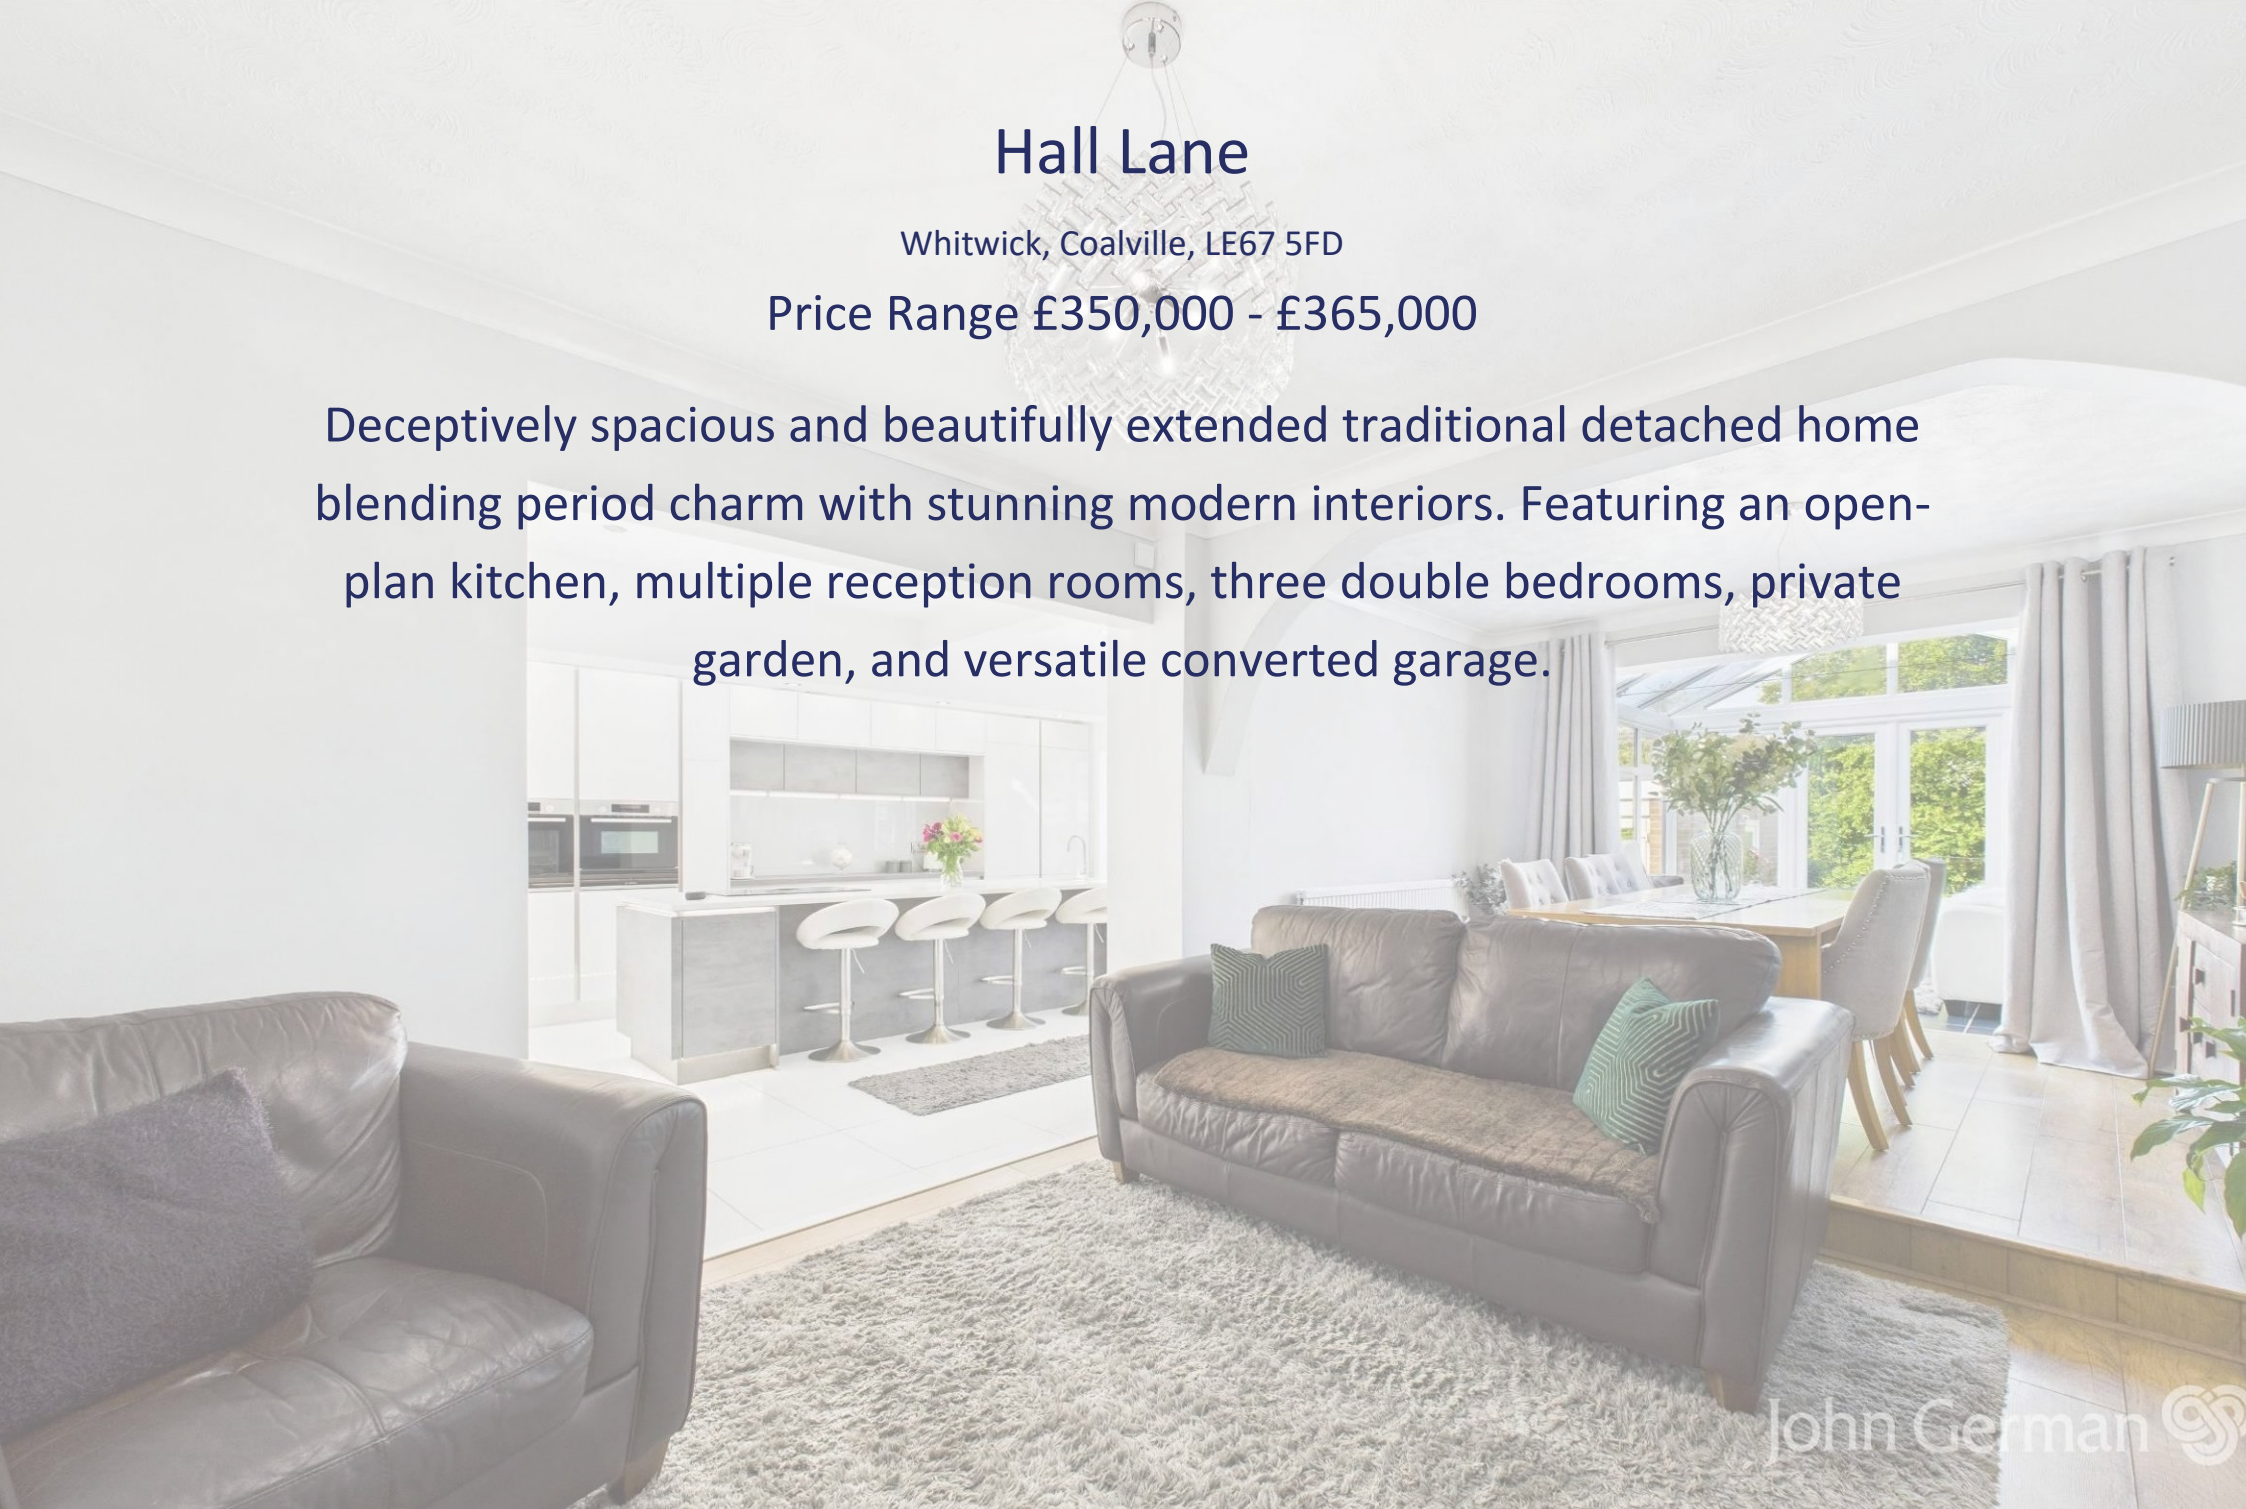 Hall Lane
Whitwick, Coalville, LE67 5FD
Price Range £350,000 - £365,000
Deceptively spacious and beautifully extended traditional detached home
blending period charm with stunning modern interiors. Featuring an open-
plan kitchen, multiple reception rooms, three double bedrooms, private
garden, and versatile converted garage.
John German